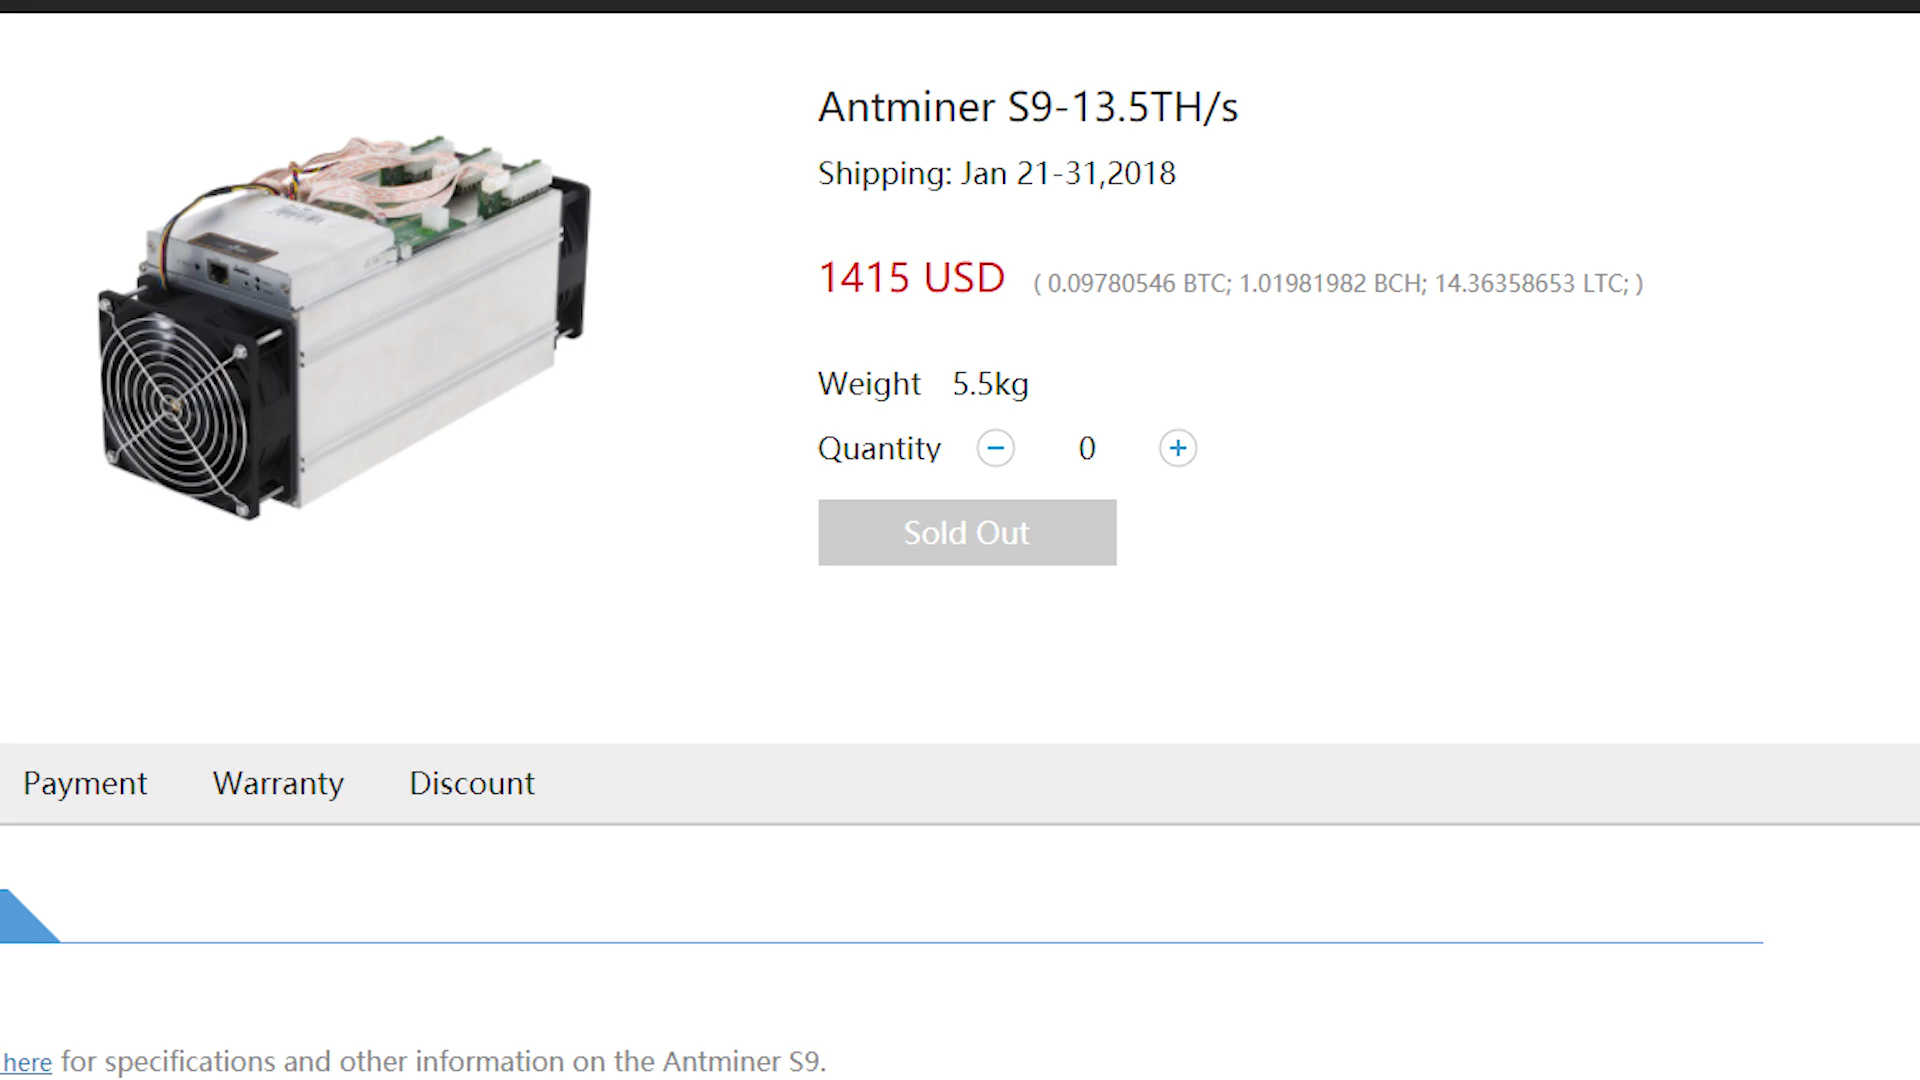 Antminer S9-13.5TH/s
Shipping: Jan 21-31,2018
1415 USD ( 0.09780546 BTC; 1.01981982 BCH; 14.36358653 LTC; )
Weight 5.5kg
Quantity − 0 +
Sold Out
Payment Warranty Discount
here for specifications and other information on the Antminer S9.